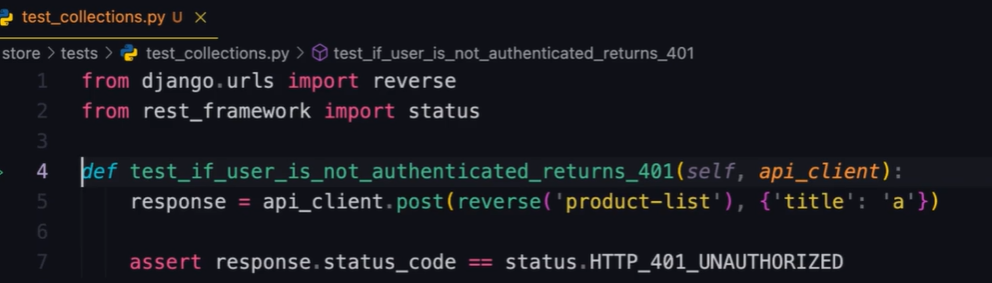 test_collections.py U ×
store > tests > test_collections.py > test_if_user_is_not_authenticated_returns_401
1 from django.urls import reverse
2 from rest_framework import status
3
4 def test_if_user_is_not_authenticated_returns_401(self, api_client):
5     response = api_client.post(reverse('product-list'), {'title': 'a'})
6
7     assert response.status_code == status.HTTP_401_UNAUTHORIZED